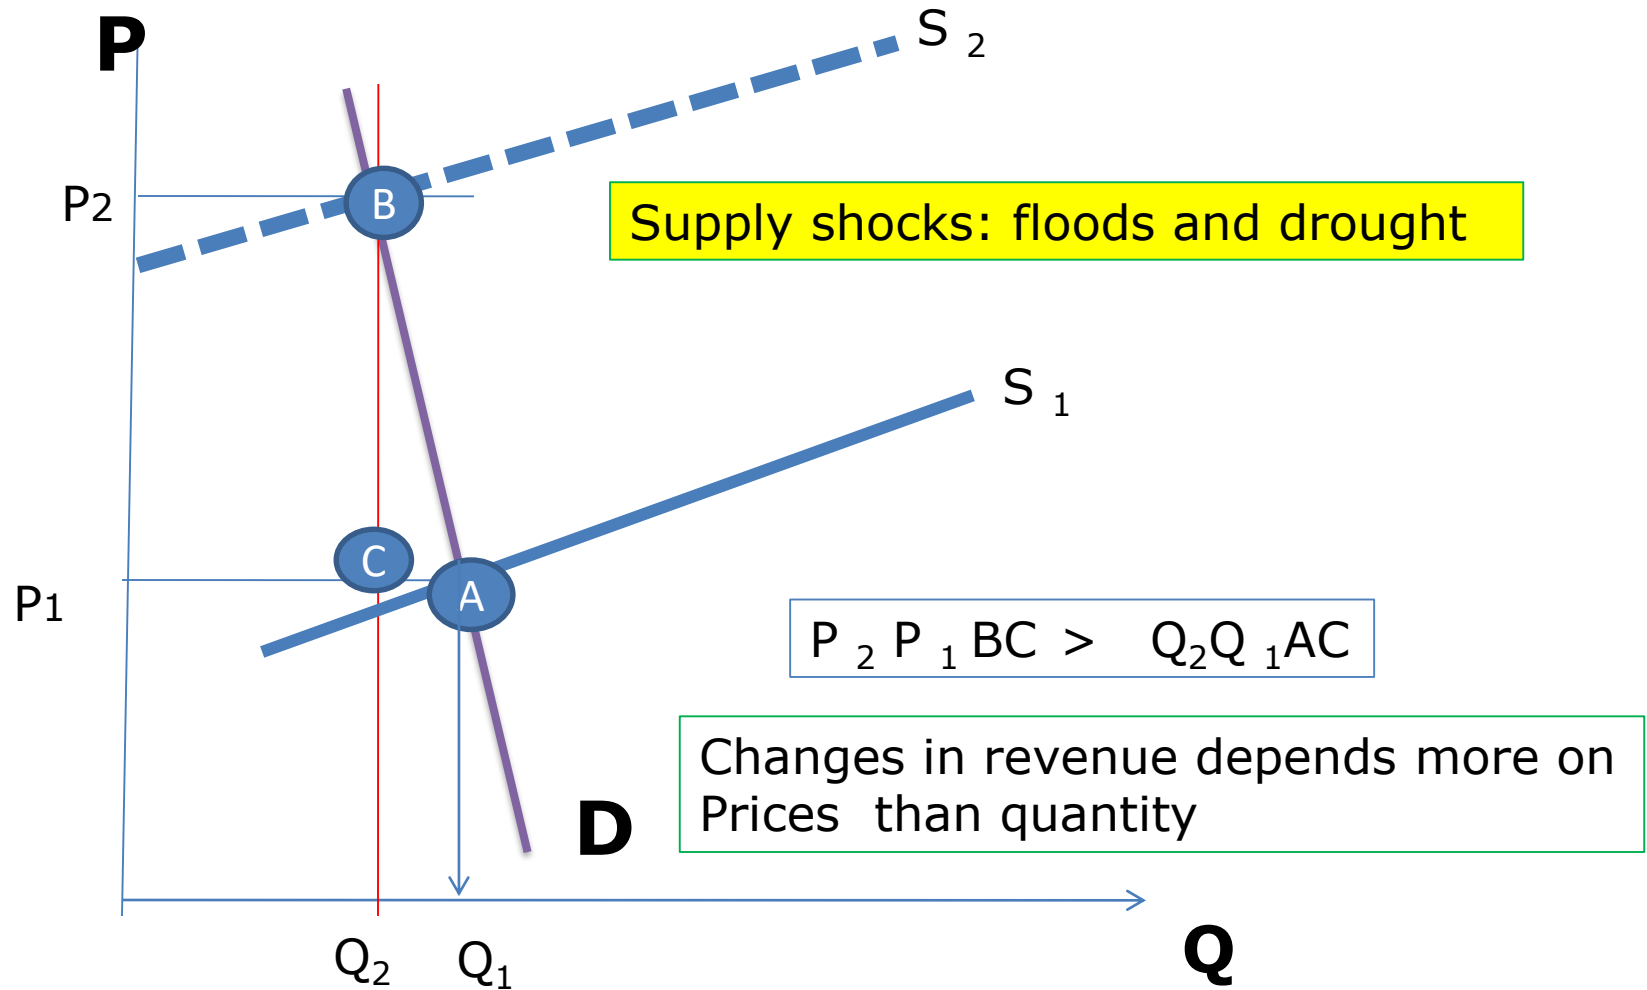 P
S 2
P2
B
Supply shocks: floods and drought
S 1
C
A
P1
P 2 P 1 BC > Q2Q 1AC
Changes in revenue depends more on
Prices than quantity
D
Q2
Q1
Q